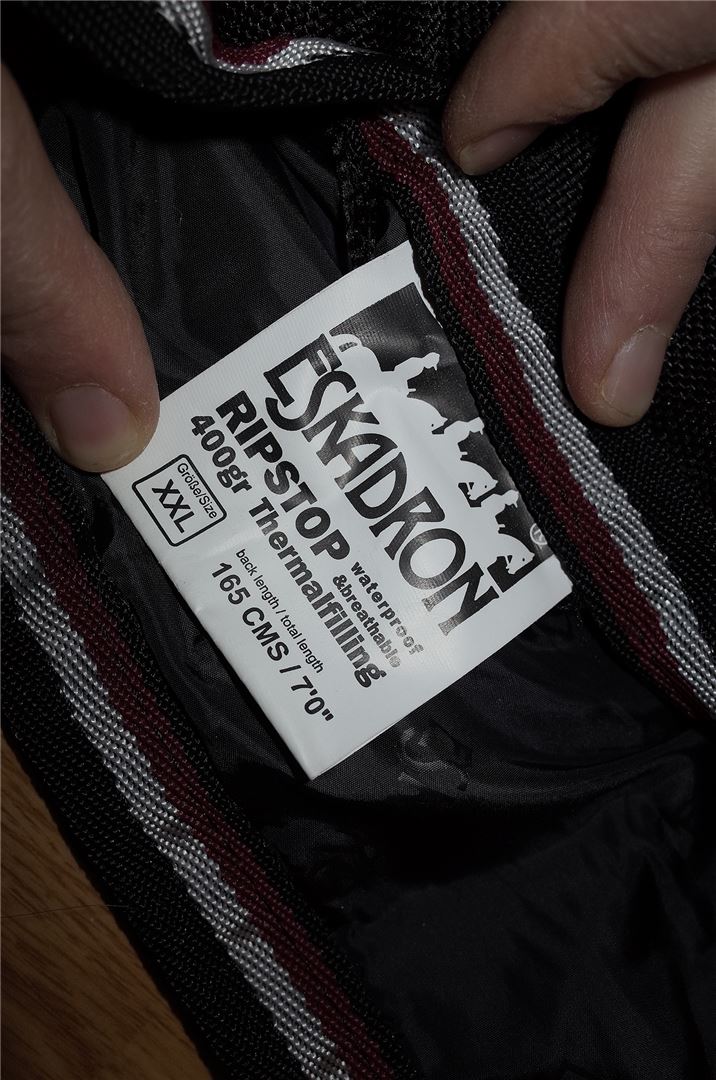 ESKADRON
RIPSTOP
waterproof
&breathable
400gr Thermalfilling
Größe/Size
XXL
back length / total length
165 CMS / 7'0"